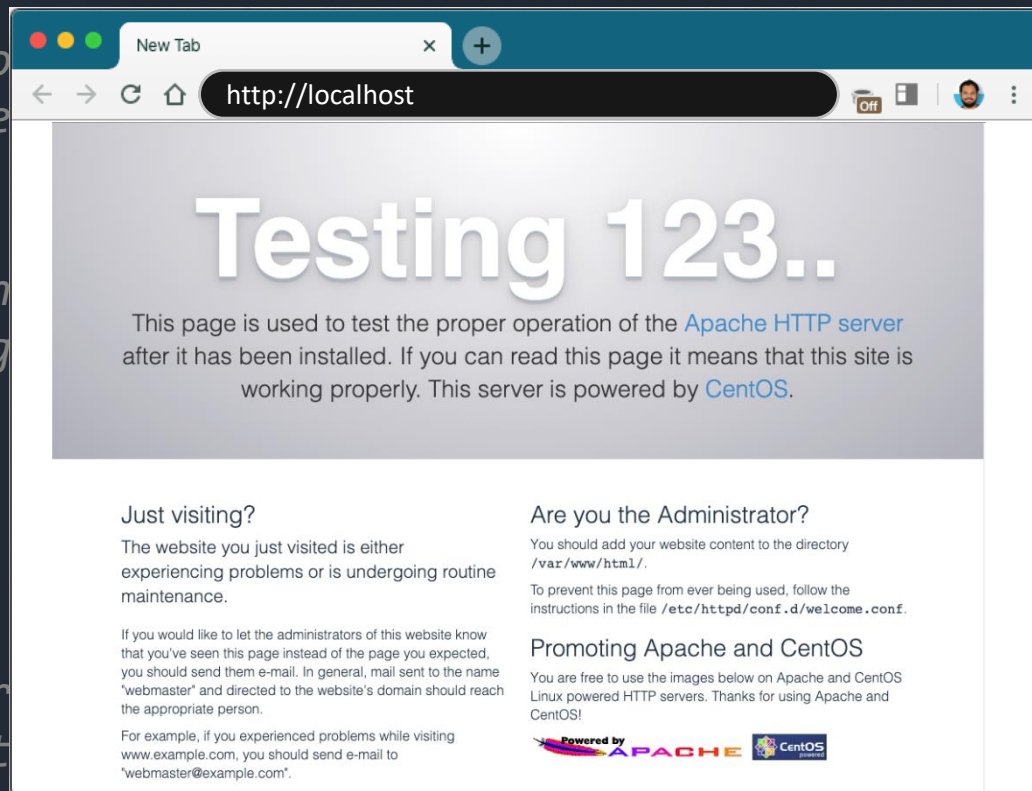 New Tab
http://localhost
Off
Testing 123..
This page is used to test the proper operation of the Apache HTTP server
after it has been installed. If you can read this page it means that this site is
working properly. This server is powered by CentOS.
Just visiting?
The website you just visited is either
experiencing problems or is undergoing routine
maintenance.
If you would like to let the administrators of this website know
that you've seen this page instead of the page you expected,
you should send them e-mail. In general, mail sent to the name
"webmaster" and directed to the website's domain should reach
the appropriate person.
For example, if you experienced problems while visiting
www.example.com, you should send e-mail to
"webmaster@example.com".
Are you the Administrator?
You should add your website content to the directory
/var/www/html/.
To prevent this page from ever being used, follow the
instructions in the file /etc/httpd/conf.d/welcome.conf.
Promoting Apache and CentOS
You are free to use the images below on Apache and CentOS
Linux powered HTTP servers. Thanks for using Apache and
CentOS!
Powered by APACHE
CentOS
powered